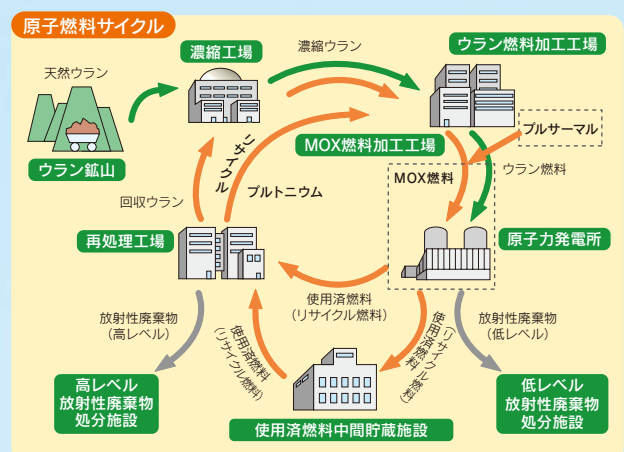 原子燃料サイクル
濃縮工場
濃縮ウラン
ウラン燃料加工工場
天然ウラン
ウラン鉱山
リサイクル
MOX燃料加工工場
プルサーマル
プルトニウム
回収ウラン
MOX燃料
ウラン燃料
再処理工場
原子力発電所
使用済燃料
(リサイクル燃料)
放射性廃棄物
(高レベル)
使用済燃料
(リサイクル燃料)
使用済燃料
(リサイクル燃料)
放射性廃棄物
(低レベル)
高レベル
放射性廃棄物
処分施設
使用済燃料中間貯蔵施設
低レベル
放射性廃棄物
処分施設